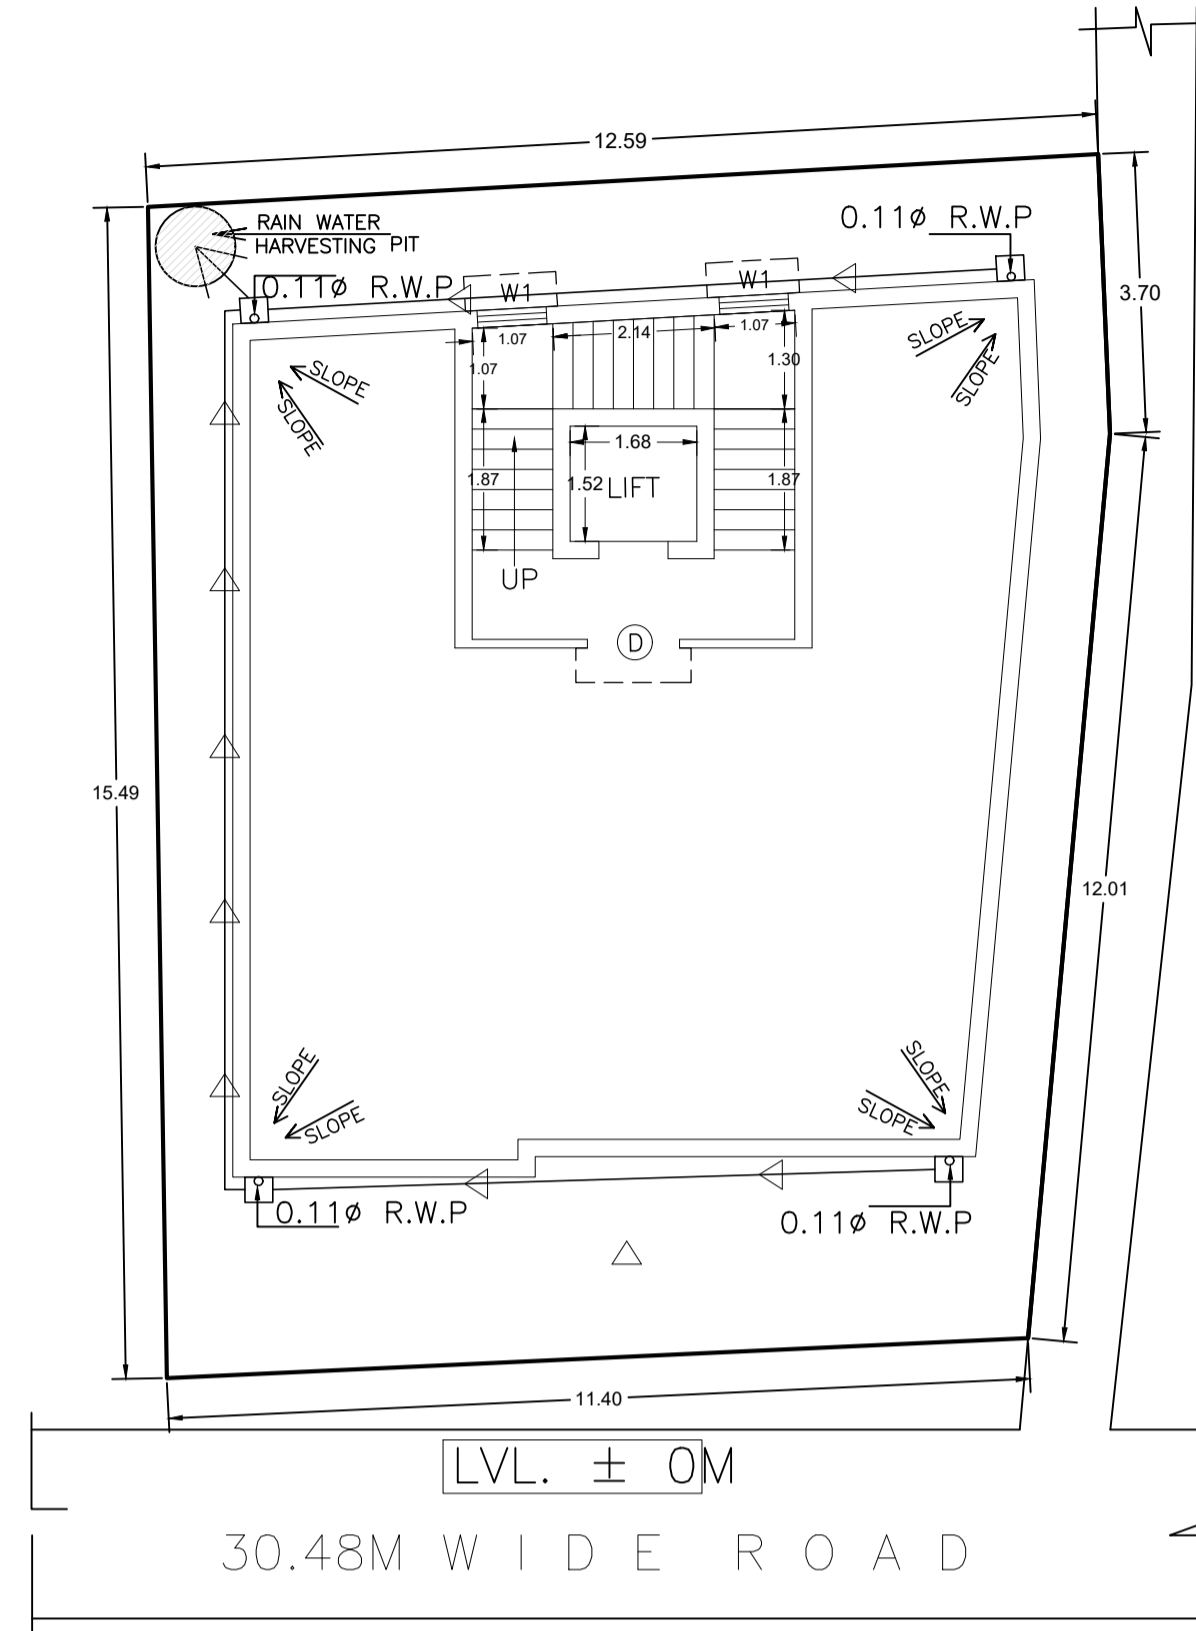 12.59
RAIN WATER
HARVESTING PIT
0.11ø R.W.P
3.70
0.11ø R.W.P
W1
W1
1.07
2.14
1.07
1.07
1.30
SLOPE
SLOPE
SLOPE
SLOPE
1.68
1.87
1.52
LIFT
1.87
UP
D
15.49
12.01
SLOPE
SLOPE
SLOPE
SLOPE
0.11ø R.W.P
0.11ø R.W.P
11.40
LVL. ± 0M
30.48M WIDE ROAD